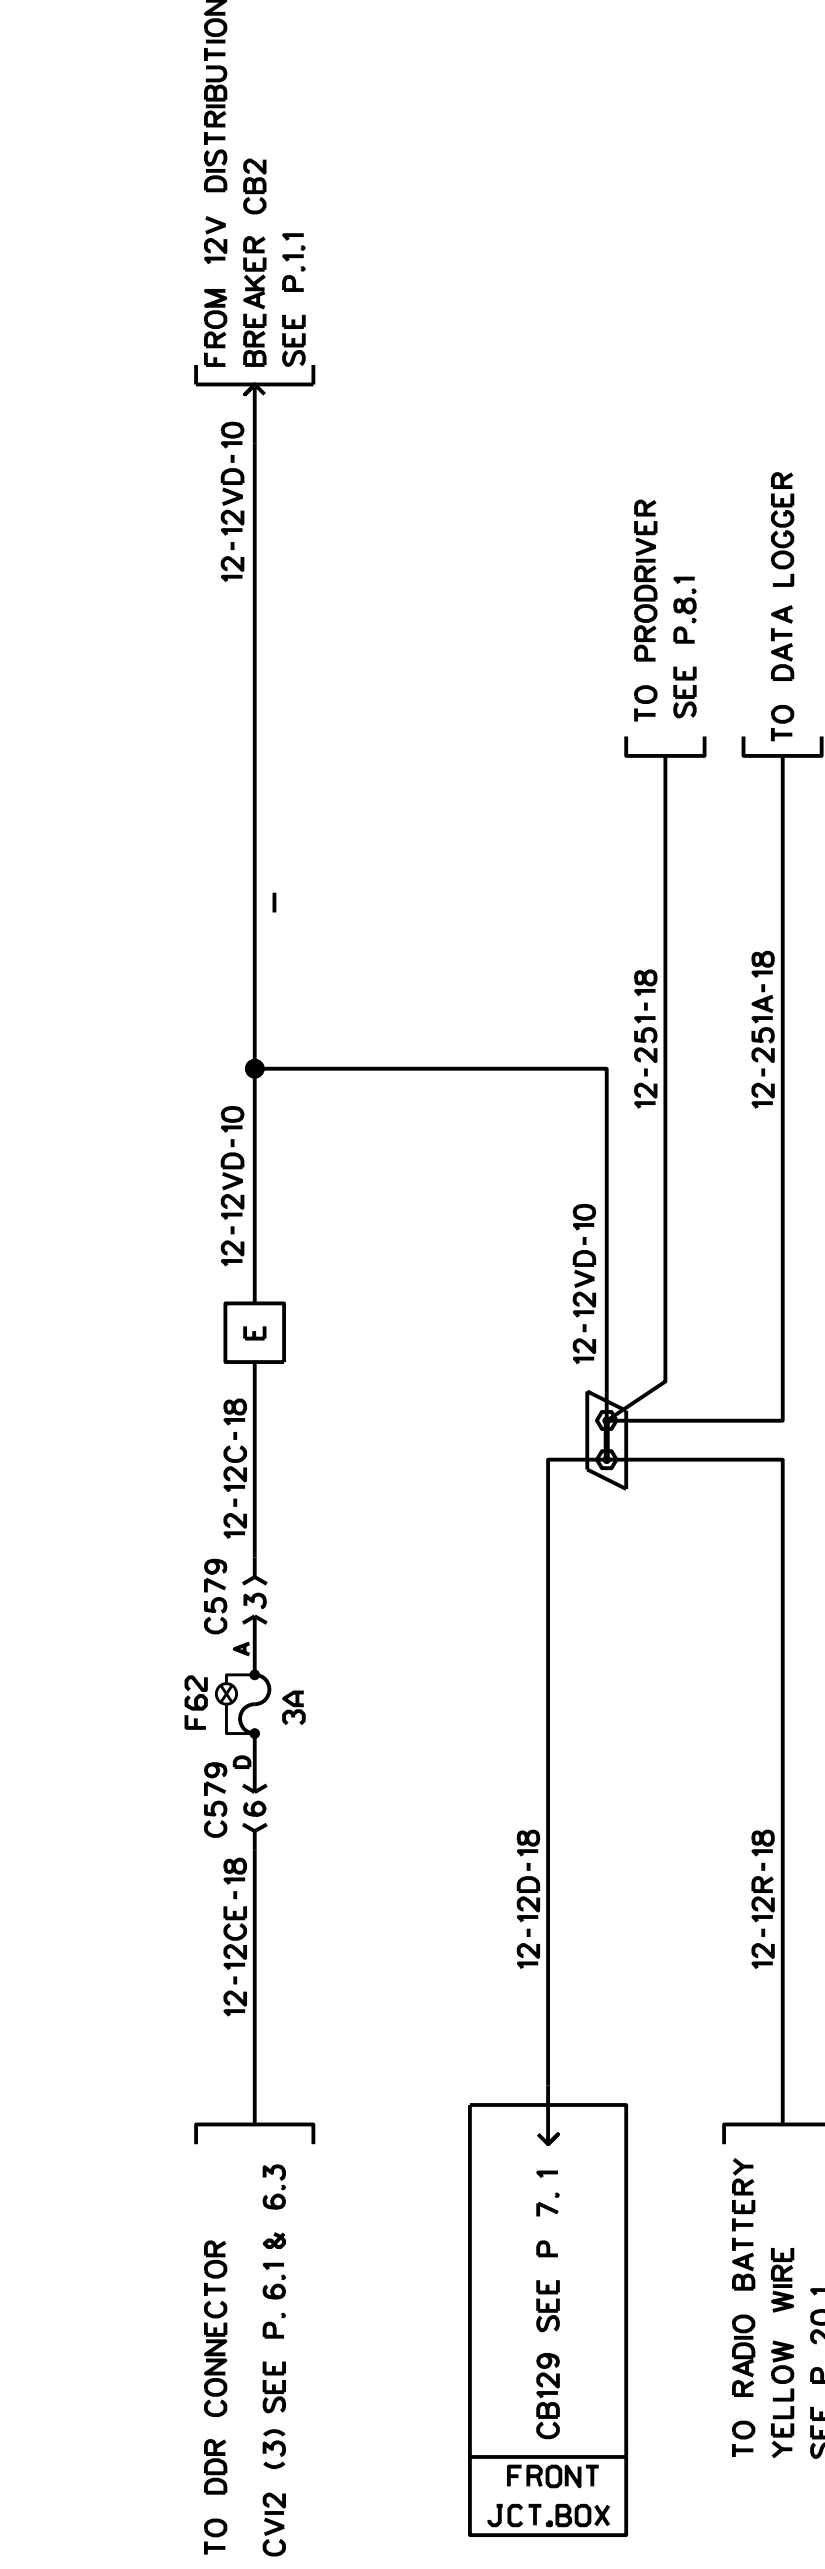 FROM 12V DISTRIBUTION
BREAKER CB2
SEE P.1.1
12-12VD-10
TO PRODRIVER
SEE P.8.1
TO DATA LOGGER
12-251-18
12-251A-18
12-12VD-10
12-12VD-10
E
12-12C-18
C579
3
A
F62
3A
D
C579
6
12-12CE-18
12-12D-18
12-12R-18
TO DDR CONNECTOR
CVI2 (3) SEE P. 6.1 & 6.3
CB129 SEE P 7.1
FRONT
JCT.BOX
TO RADIO BATTERY
YELLOW WIRE
SEE P 20.1